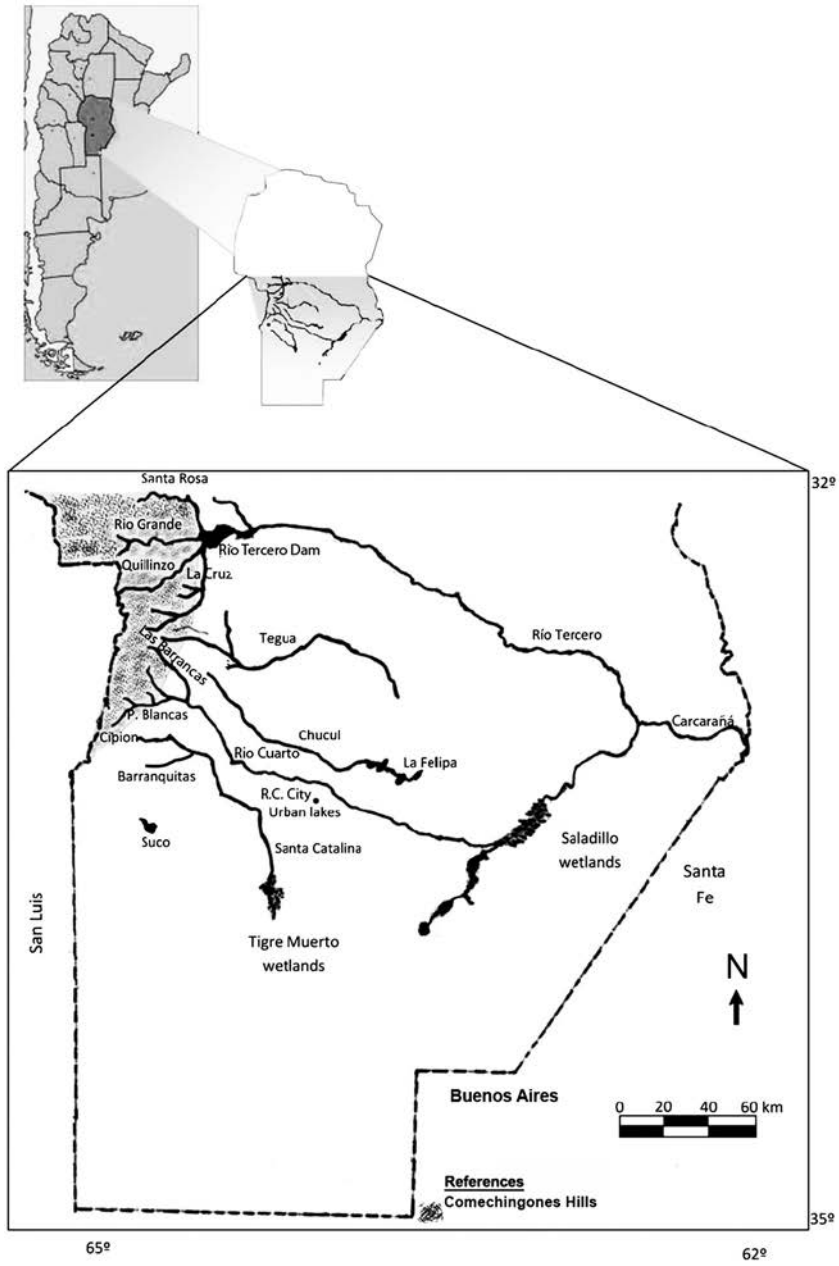 Santa Rosa
32º
Rio Grande
Río Tercero Dam
Quillinzo
La Cruz
Las Barrancas
Tegua
Río Tercero
P. Blancas
Chucul
Carcarañá
Cipion
Rio Cuarto
La Felipa
Barranquitas
R.C. City
Urban lakes
Suco
Santa Catalina
Saladillo
wetlands
Santa
Fe
San Luis
Tigre Muerto
wetlands
N
Buenos Aires
0 20 40 60 km
References
Comechingones Hills
35º
65º
62º